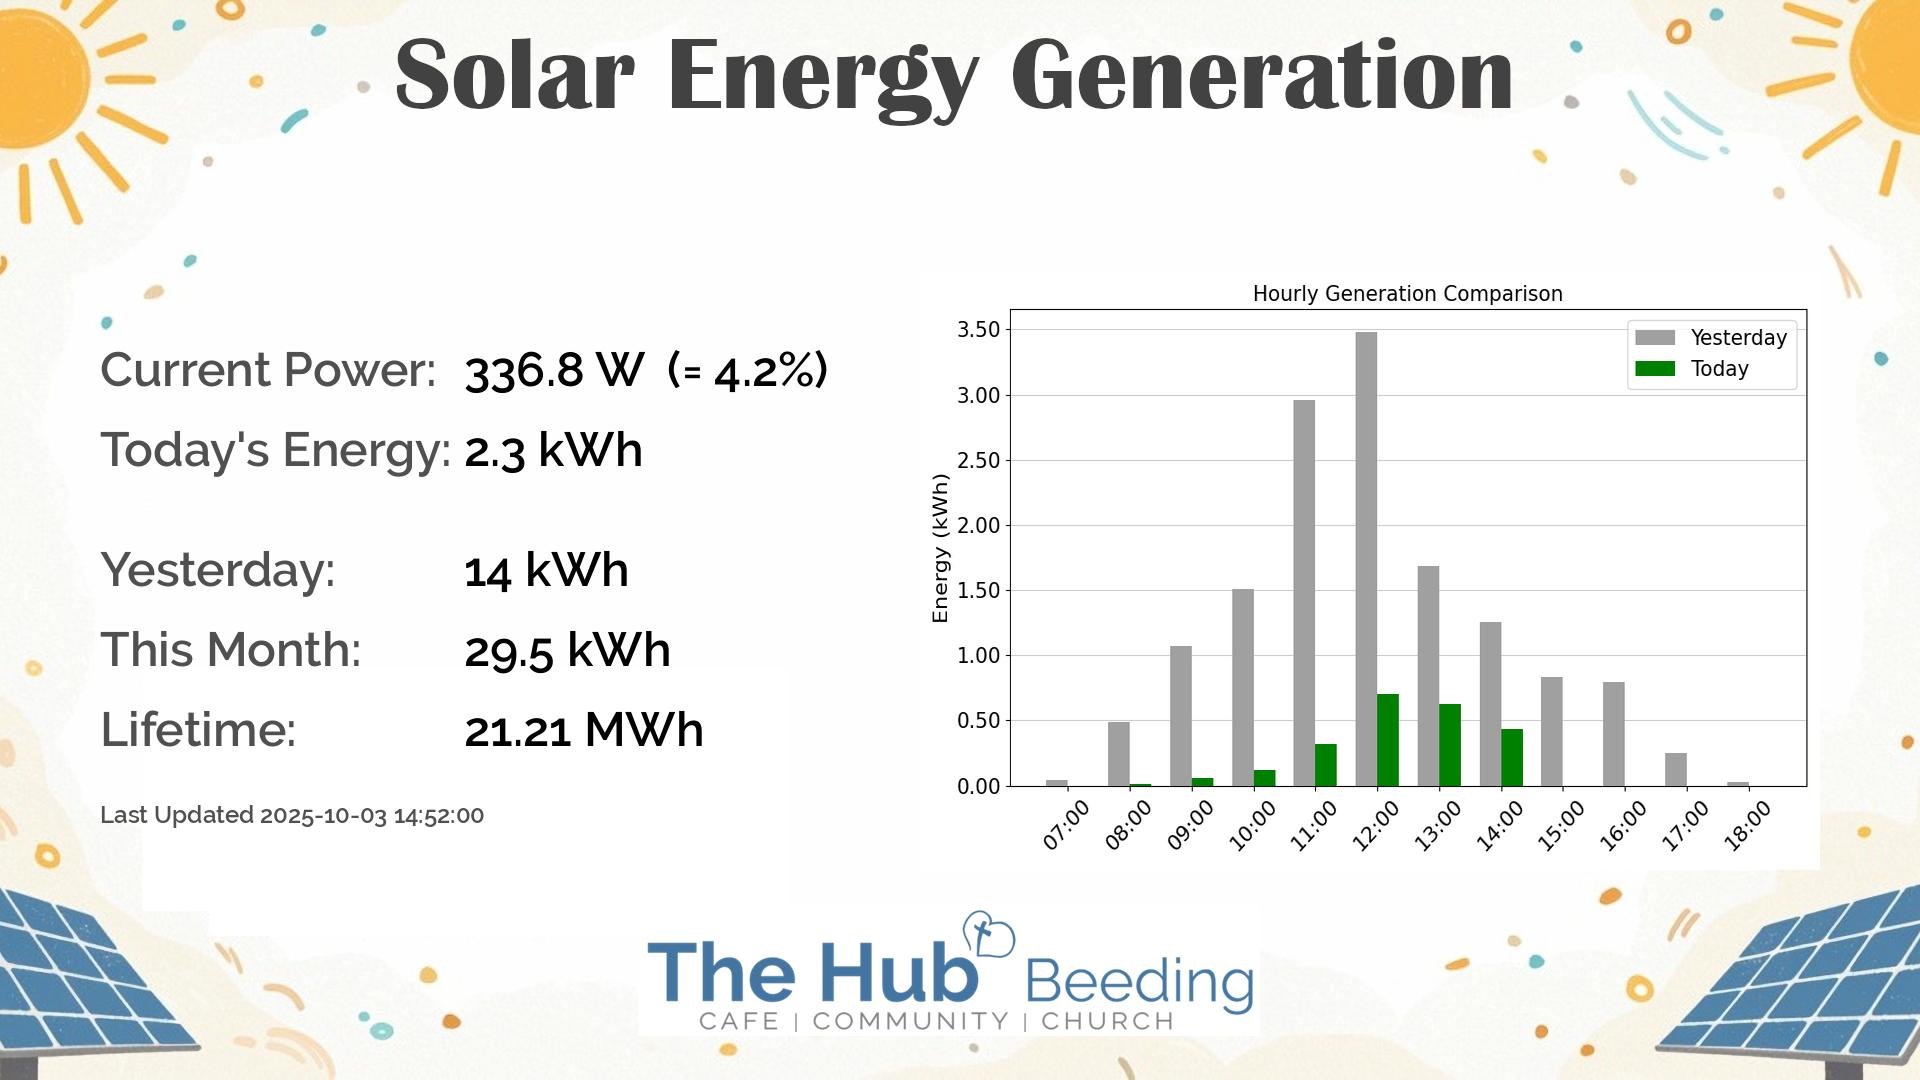 Solar Energy Generation
Current Power: 336.8 W (= 4.2%)
Today's Energy: 2.3 kWh
Yesterday: 14 kWh
This Month: 29.5 kWh
Lifetime: 21.21 MWh
Last Updated 2025-10-03 14:52:00
Hourly Generation Comparison
Yesterday
Today
Energy (kWh)
3.50
3.00
2.50
2.00
1.50
1.00
0.50
0.00
07:00 08:00 09:00 10:00 11:00 12:00 13:00 14:00 15:00 16:00 17:00 18:00
The Hub Beeding
CAFE | COMMUNITY | CHURCH